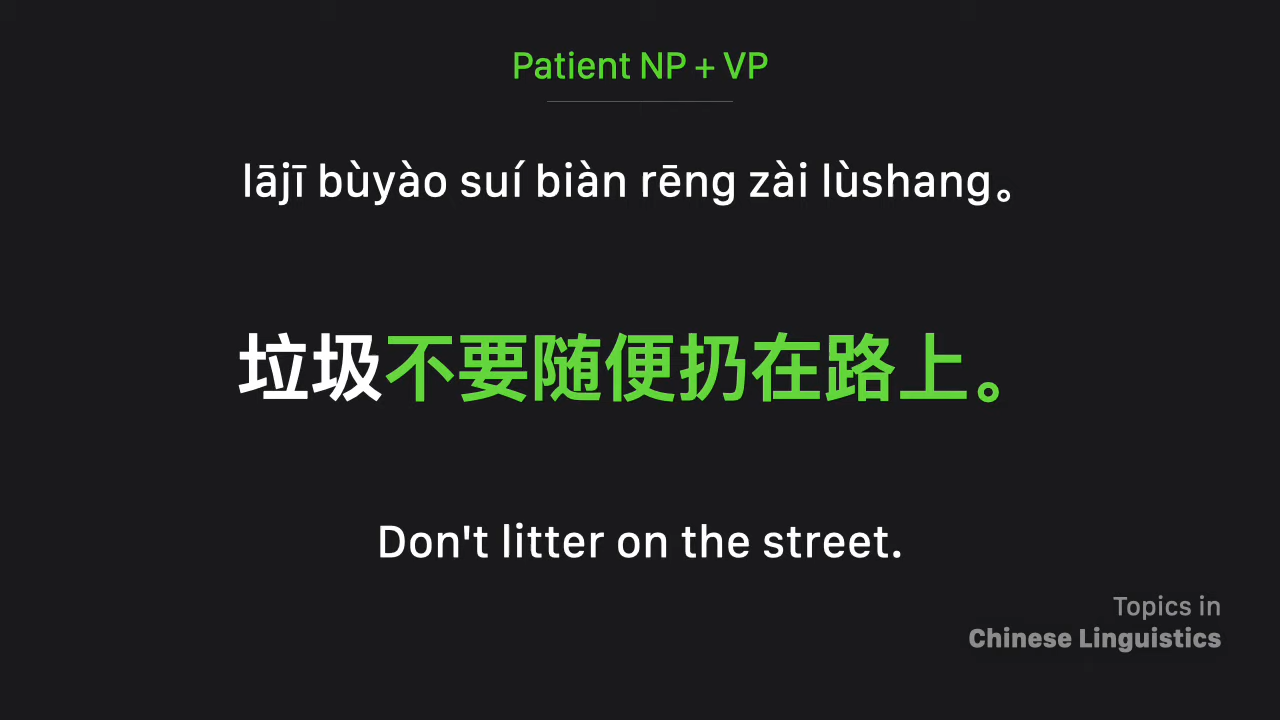 Patient NP + VP
lājī bùyào suí biàn rēng zài lùshang。
垃圾不要随便扔在路上。
Don't litter on the street.
Topics in
Chinese Linguistics